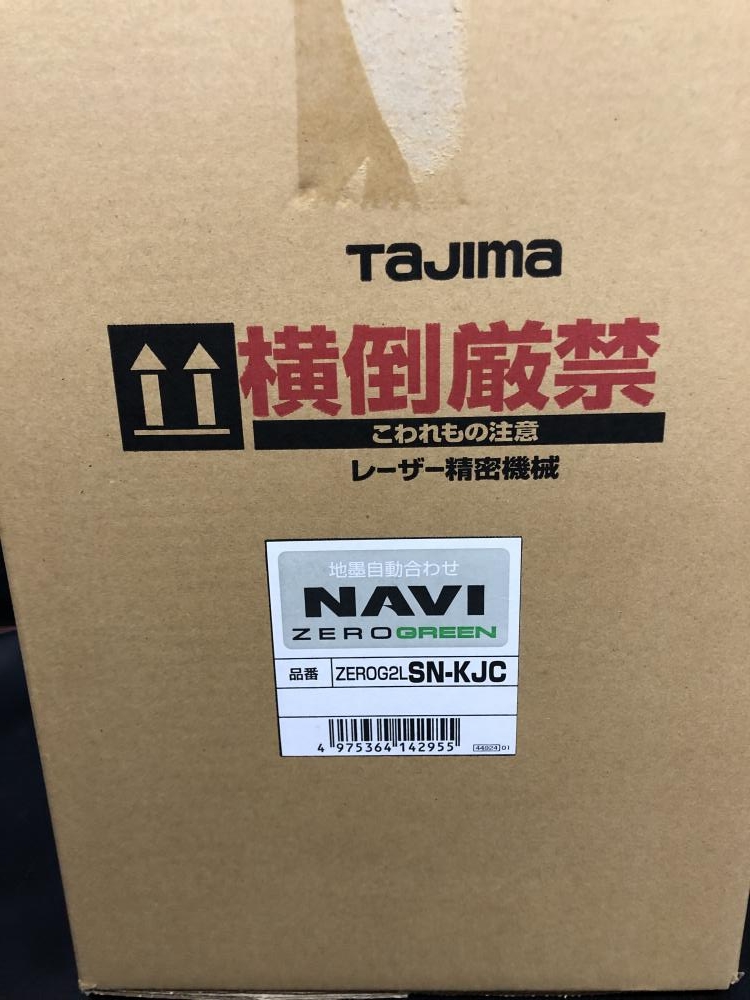 TAJIMA
横倒厳禁
こわれもの注意
レーザー精密機械
地墨自動合わせ
NAVI
ZEROGREEN
品番 ZEROG2LSN-KJC
4 975364 142955
44824 01